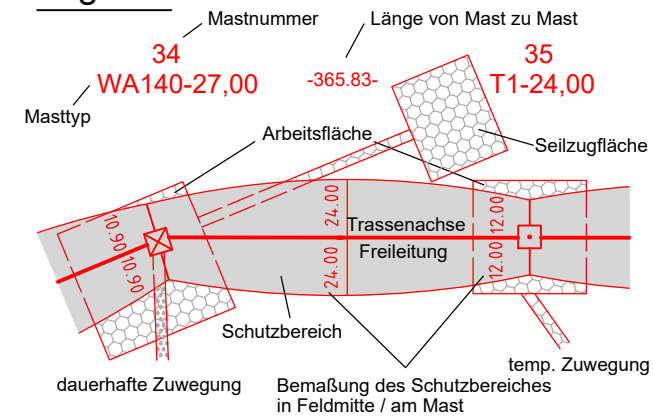 Mastnummer
Länge von Mast zu Mast
34
WA140-27,00
-365.83-
35
T1-24,00
Masttyp
Arbeitsfläche
Seilzugfläche
10.90
10.90
24.00
24.00
Trassenachse
Freileitung
12.00
12.00
Schutzbereich
dauerhafte Zuwegung
temp. Zuwegung
Bemaßung des Schutzbereiches
in Feldmitte / am Mast